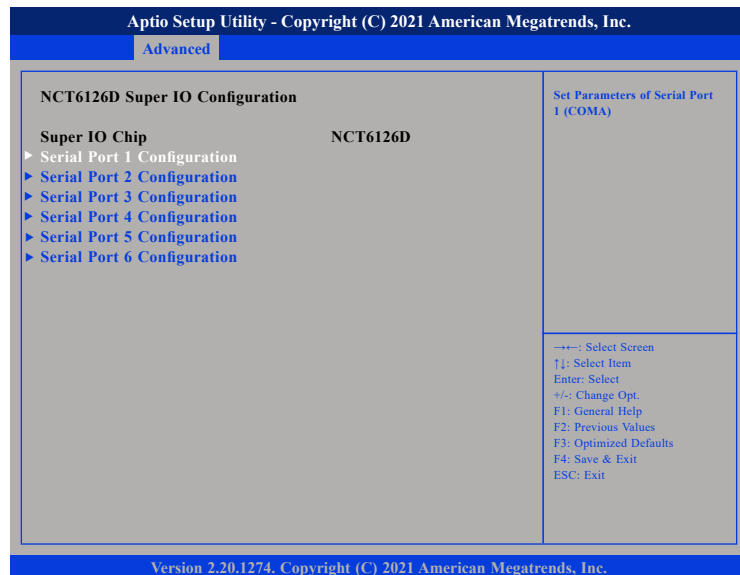 Aptio Setup Utility - Copyright (C) 2021 American Megatrends, Inc.
Advanced
NCT6126D Super IO Configuration
Super IO Chip NCT6126D
► Serial Port 1 Configuration
► Serial Port 2 Configuration
► Serial Port 3 Configuration
► Serial Port 4 Configuration
► Serial Port 5 Configuration
► Serial Port 6 Configuration
Set Parameters of Serial Port
1 (COMA)
→←: Select Screen
↑↓: Select Item
Enter: Select
+/-: Change Opt.
F1: General Help
F2: Previous Values
F3: Optimized Defaults
F4: Save & Exit
ESC: Exit
Version 2.20.1274. Copyright (C) 2021 American Megatrends, Inc.